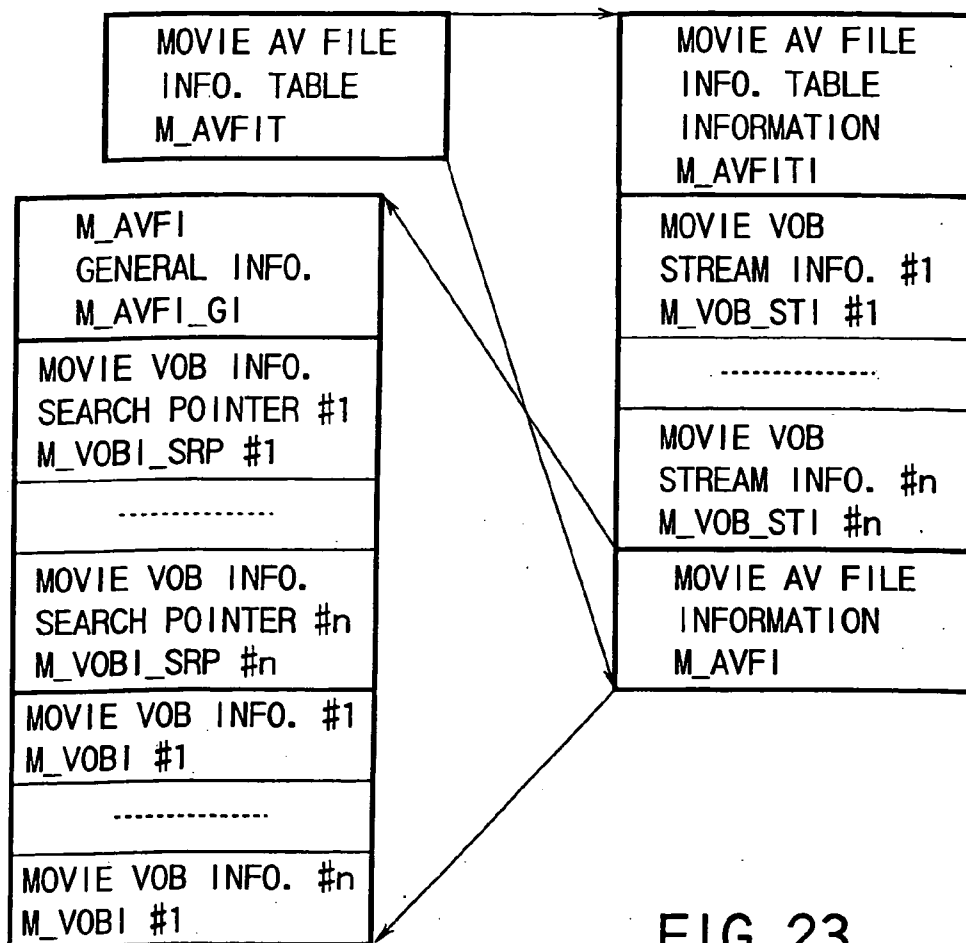 MOVIE AV FILE
INFO. TABLE
M_AVFIT
MOVIE AV FILE
INFO. TABLE
INFORMATION
M_AVFITI
MOVIE VOB
STREAM INFO. #1
M_VOB_STI #1
MOVIE VOB
STREAM INFO. #n
M_VOB_STI #n
MOVIE AV FILE
INFORMATION
M_AVFI
M_AVFI
GENERAL INFO.
M_AVFI_GI
MOVIE VOB INFO.
SEARCH POINTER #1
M_VOBI_SRP #1
MOVIE VOB INFO.
SEARCH POINTER #n
M_VOBI_SRP #n
MOVIE VOB INFO. #1
M_VOBI #1
MOVIE VOB INFO. #n
M_VOBI #1
FIG. 23